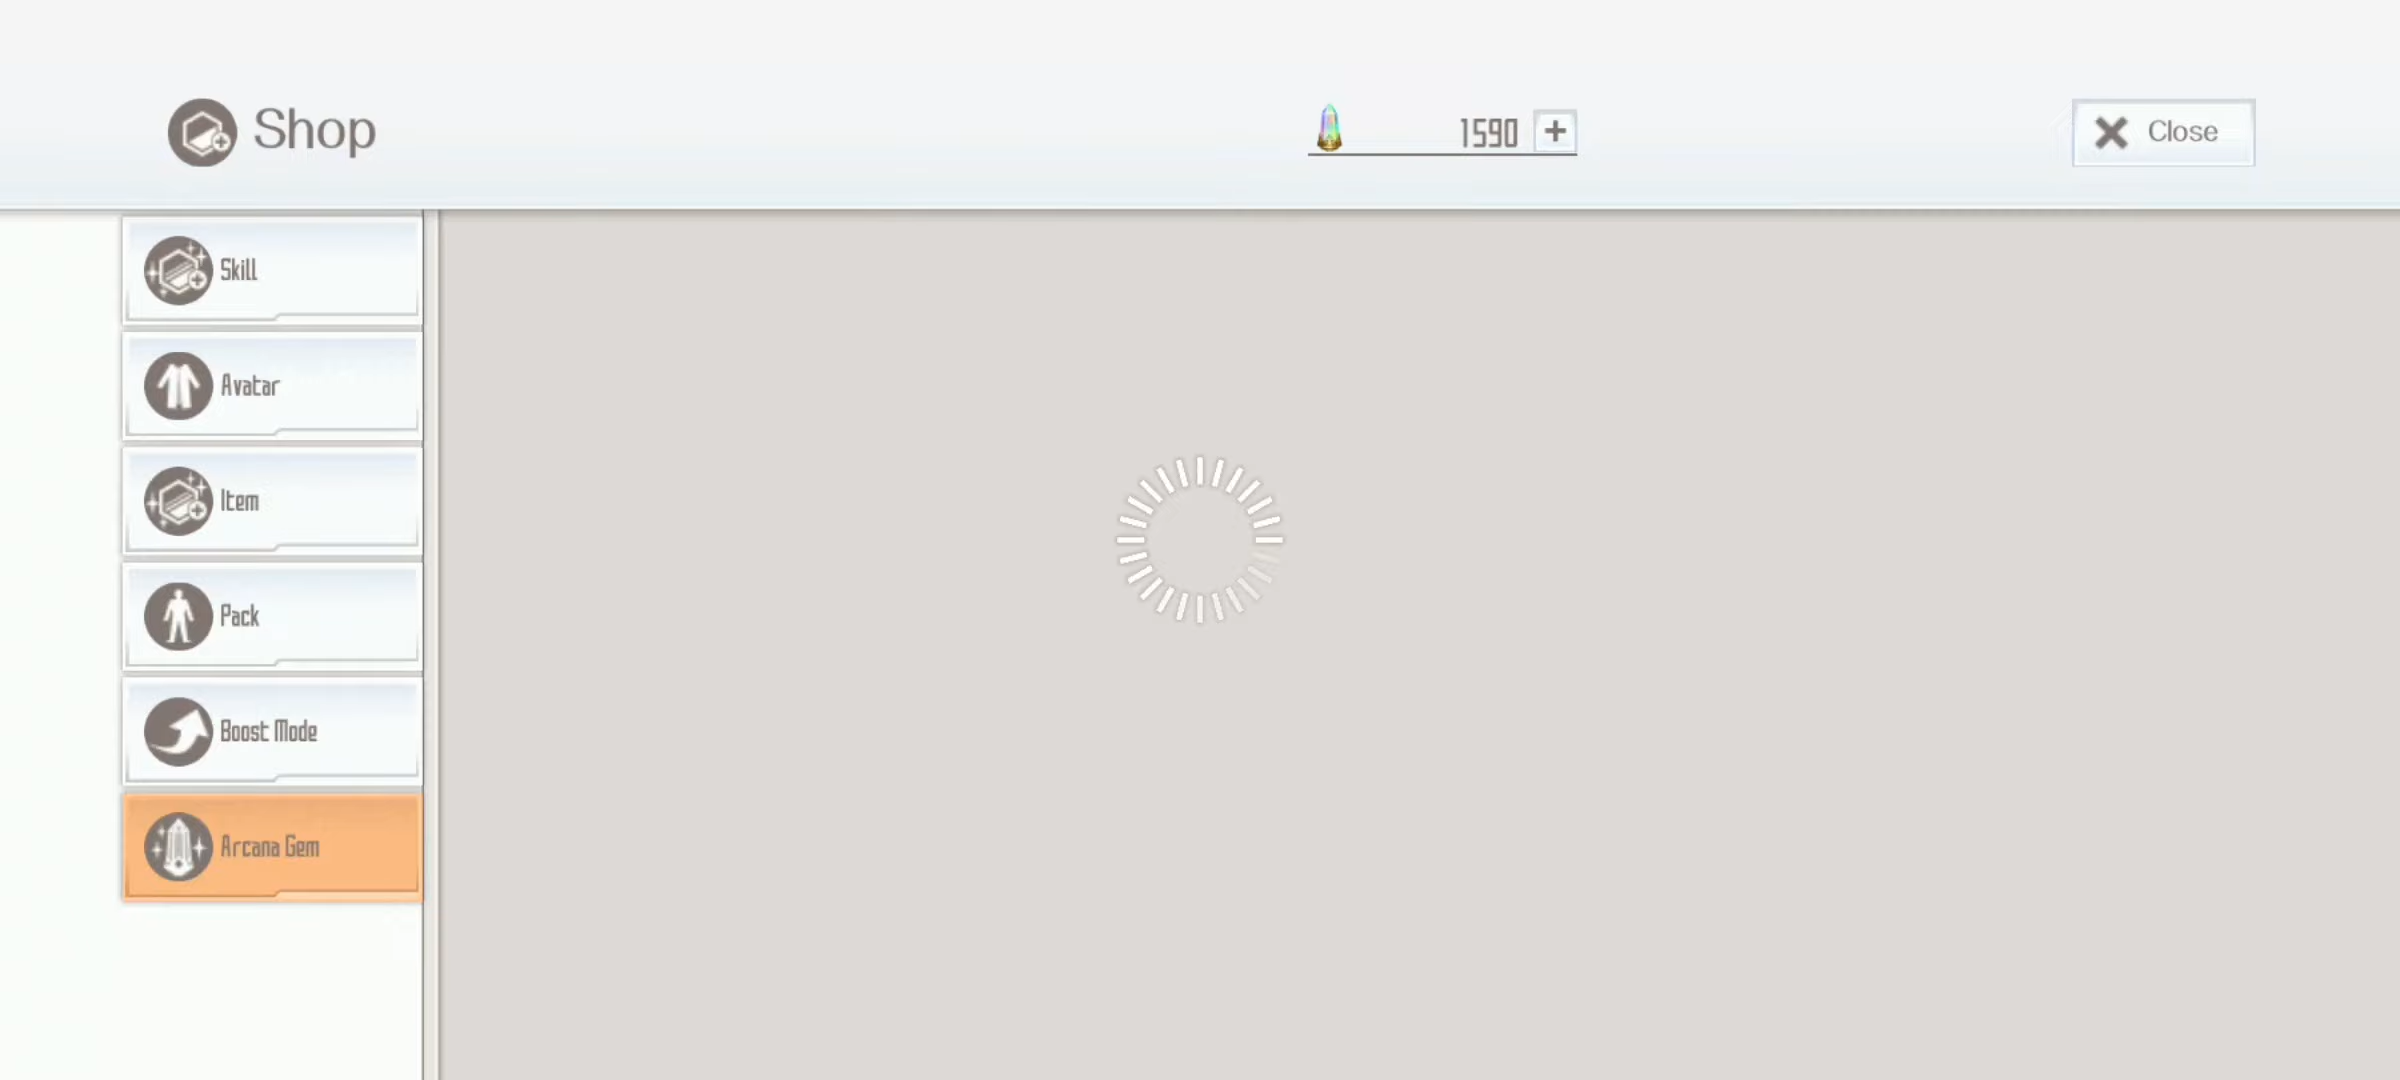 Shop
1590
Close
Skill
Avatar
Item
Pack
Boost Mode
Arcana Gem